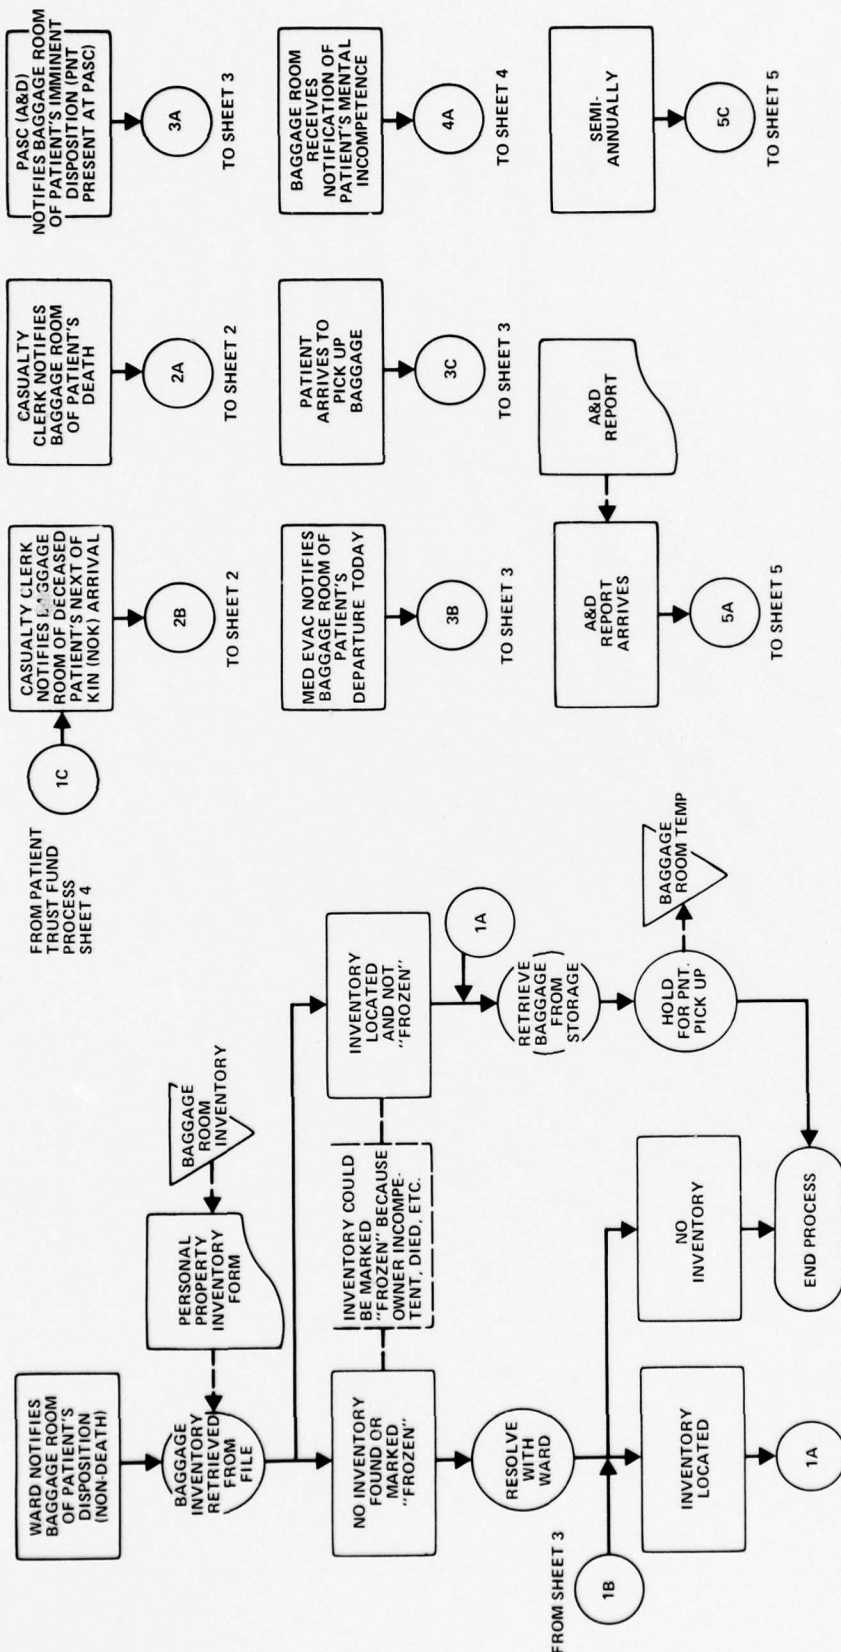 WARD NOTIFIES
BAGGAGE ROOM
OF PATIENT'S
DISPOSITION
(NON-DEATH)
BAGGAGE
INVENTORY
RETRIEVED
FROM
FILE
PERSONAL
PROPERTY
INVENTORY
FORM
BAGGAGE
ROOM
INVENTORY
NO INVENTORY
FOUND OR
MARKED
"FROZEN"
INVENTORY COULD
BE MARKED
"FROZEN" BECAUSE
OWNER INCOMPE-
TENT, DIED, ETC.
INVENTORY
LOCATED
AND NOT
"FROZEN"
1A
RETRIEVE
BAGGAGE
FROM
STORAGE
HOLD
FOR PNT.
PICK UP
BAGGAGE
ROOM TEMP
RESOLVE
WITH
WARD
FROM SHEET 3
1B
INVENTORY
LOCATED
1A
NO
INVENTORY
END PROCESS
FROM PATIENT
TRUST FUND
PROCESS
SHEET 4
1C
CASUALTY CLERK
NOTIFIES BAGGAGE
ROOM OF DECEASED
PATIENT'S NEXT OF
KIN (NOK) ARRIVAL
2B
TO SHEET 2
CASUALTY
CLERK NOTIFIES
BAGGAGE ROOM
OF PATIENT'S
DEATH
2A
TO SHEET 2
PASC (A&D)
NOTIFIES BAGGAGE ROOM
OF PATIENT'S IMMINENT
DISPOSITION (PNT
PRESENT AT PASC)
3A
TO SHEET 3
MED EVAC NOTIFIES
BAGGAGE ROOM OF
PATIENT'S
DEPARTURE TODAY
3B
TO SHEET 3
PATIENT
ARRIVES TO
PICK UP
BAGGAGE
3C
TO SHEET 3
BAGGAGE ROOM
RECEIVES
NOTIFICATION OF
PATIENT'S MENTAL
INCOMPETENCE
4A
TO SHEET 4
A&D
REPORT
ARRIVES
A&D
REPORT
5A
TO SHEET 5
SEMI-
ANNUALLY
5C
TO SHEET 5